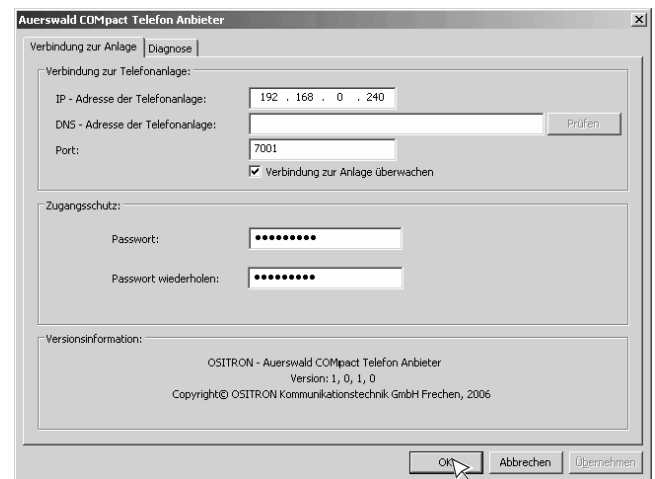 Auerswald COMpact Telefon Anbieter
Verbindung zur Anlage Diagnose
Verbindung zur Telefonanlage:
IP - Adresse der Telefonanlage: 192 . 168 . 0 . 240
DNS - Adresse der Telefonanlage: Prüfen
Port: 7001
Verbindung zur Anlage überwachen
Zugangsschutz:
Passwort: •••••••••
Passwort wiederholen: •••••••••
Versionsinformation:
OSITRON - Auerswald COMpact Telefon Anbieter
Version: 1, 0, 1, 0
Copyright© OSITRON Kommunikationstechnik GmbH Frechen, 2006
OK Abbrechen Übernehmen